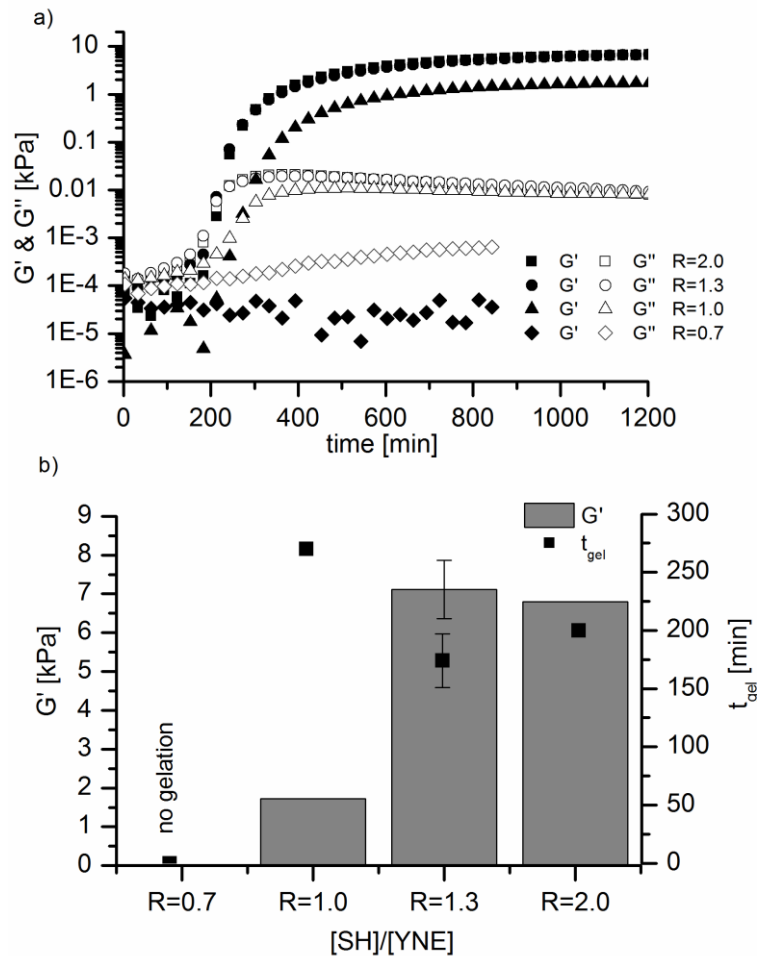 a)
10
1
0.1
0.01
1E-3
1E-4
1E-5
1E-6
G' & G" [kPa]
G' G" R=2.0
G' G" R=1.3
G' G" R=1.0
G' G" R=0.7
0 200 400 600 800 1000 1200
time [min]
b)
9
8
7
6
5
4
3
2
1
0
G' [kPa]
G'
t_gel
no gelation
300
250
200
150
100
50
0
t_gel [min]
R=0.7 R=1.0 R=1.3 R=2.0
[SH]/[YNE]